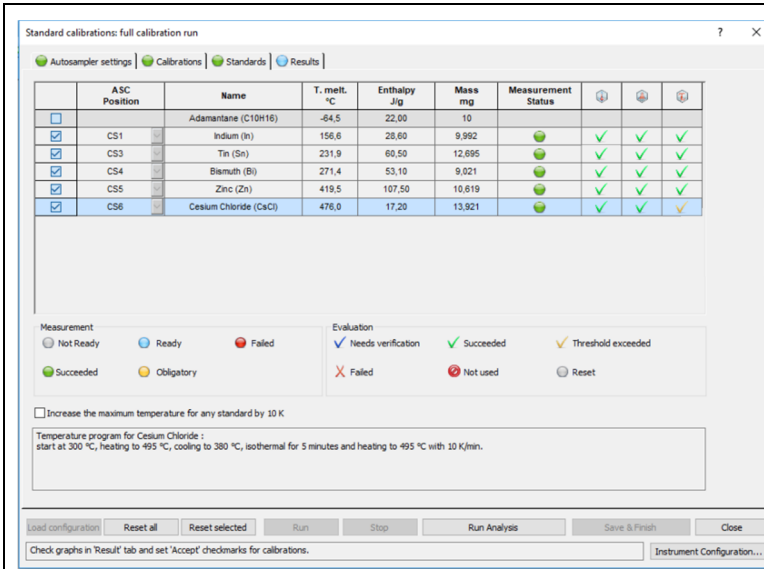 Standard calibrations: full calibration run
Autosampler settings Calibrations Standards Results
ASC Position Name T. melt. °C Enthalpy J/g Mass mg Measurement Status
Adamantane (C10H16) -64,5 22,00 10
CS1 Indium (In) 156,6 28,60 9,992
CS3 Tin (Sn) 231,9 60,50 12,695
CS4 Bismuth (Bi) 271,4 53,10 9,021
CS5 Zinc (Zn) 419,5 107,50 10,619
CS6 Cesium Chloride (CsCl) 476,0 17,20 13,921
Measurement Evaluation
Not Ready Ready Failed Needs verification Succeeded Threshold exceeded
Succeeded Obligatory Failed Not used Reset
Increase the maximum temperature for any standard by 10 K
Temperature program for Cesium Chloride :
start at 300 °C, heating to 495 °C, cooling to 380 °C, isothermal for 5 minutes and heating to 495 °C with 10 K/min.
Load configuration Reset all Reset selected Run Stop Run Analysis Save & Finish Close
Check graphs in 'Result' tab and set 'Accept' checkmarks for calibrations. Instrument Configuration...